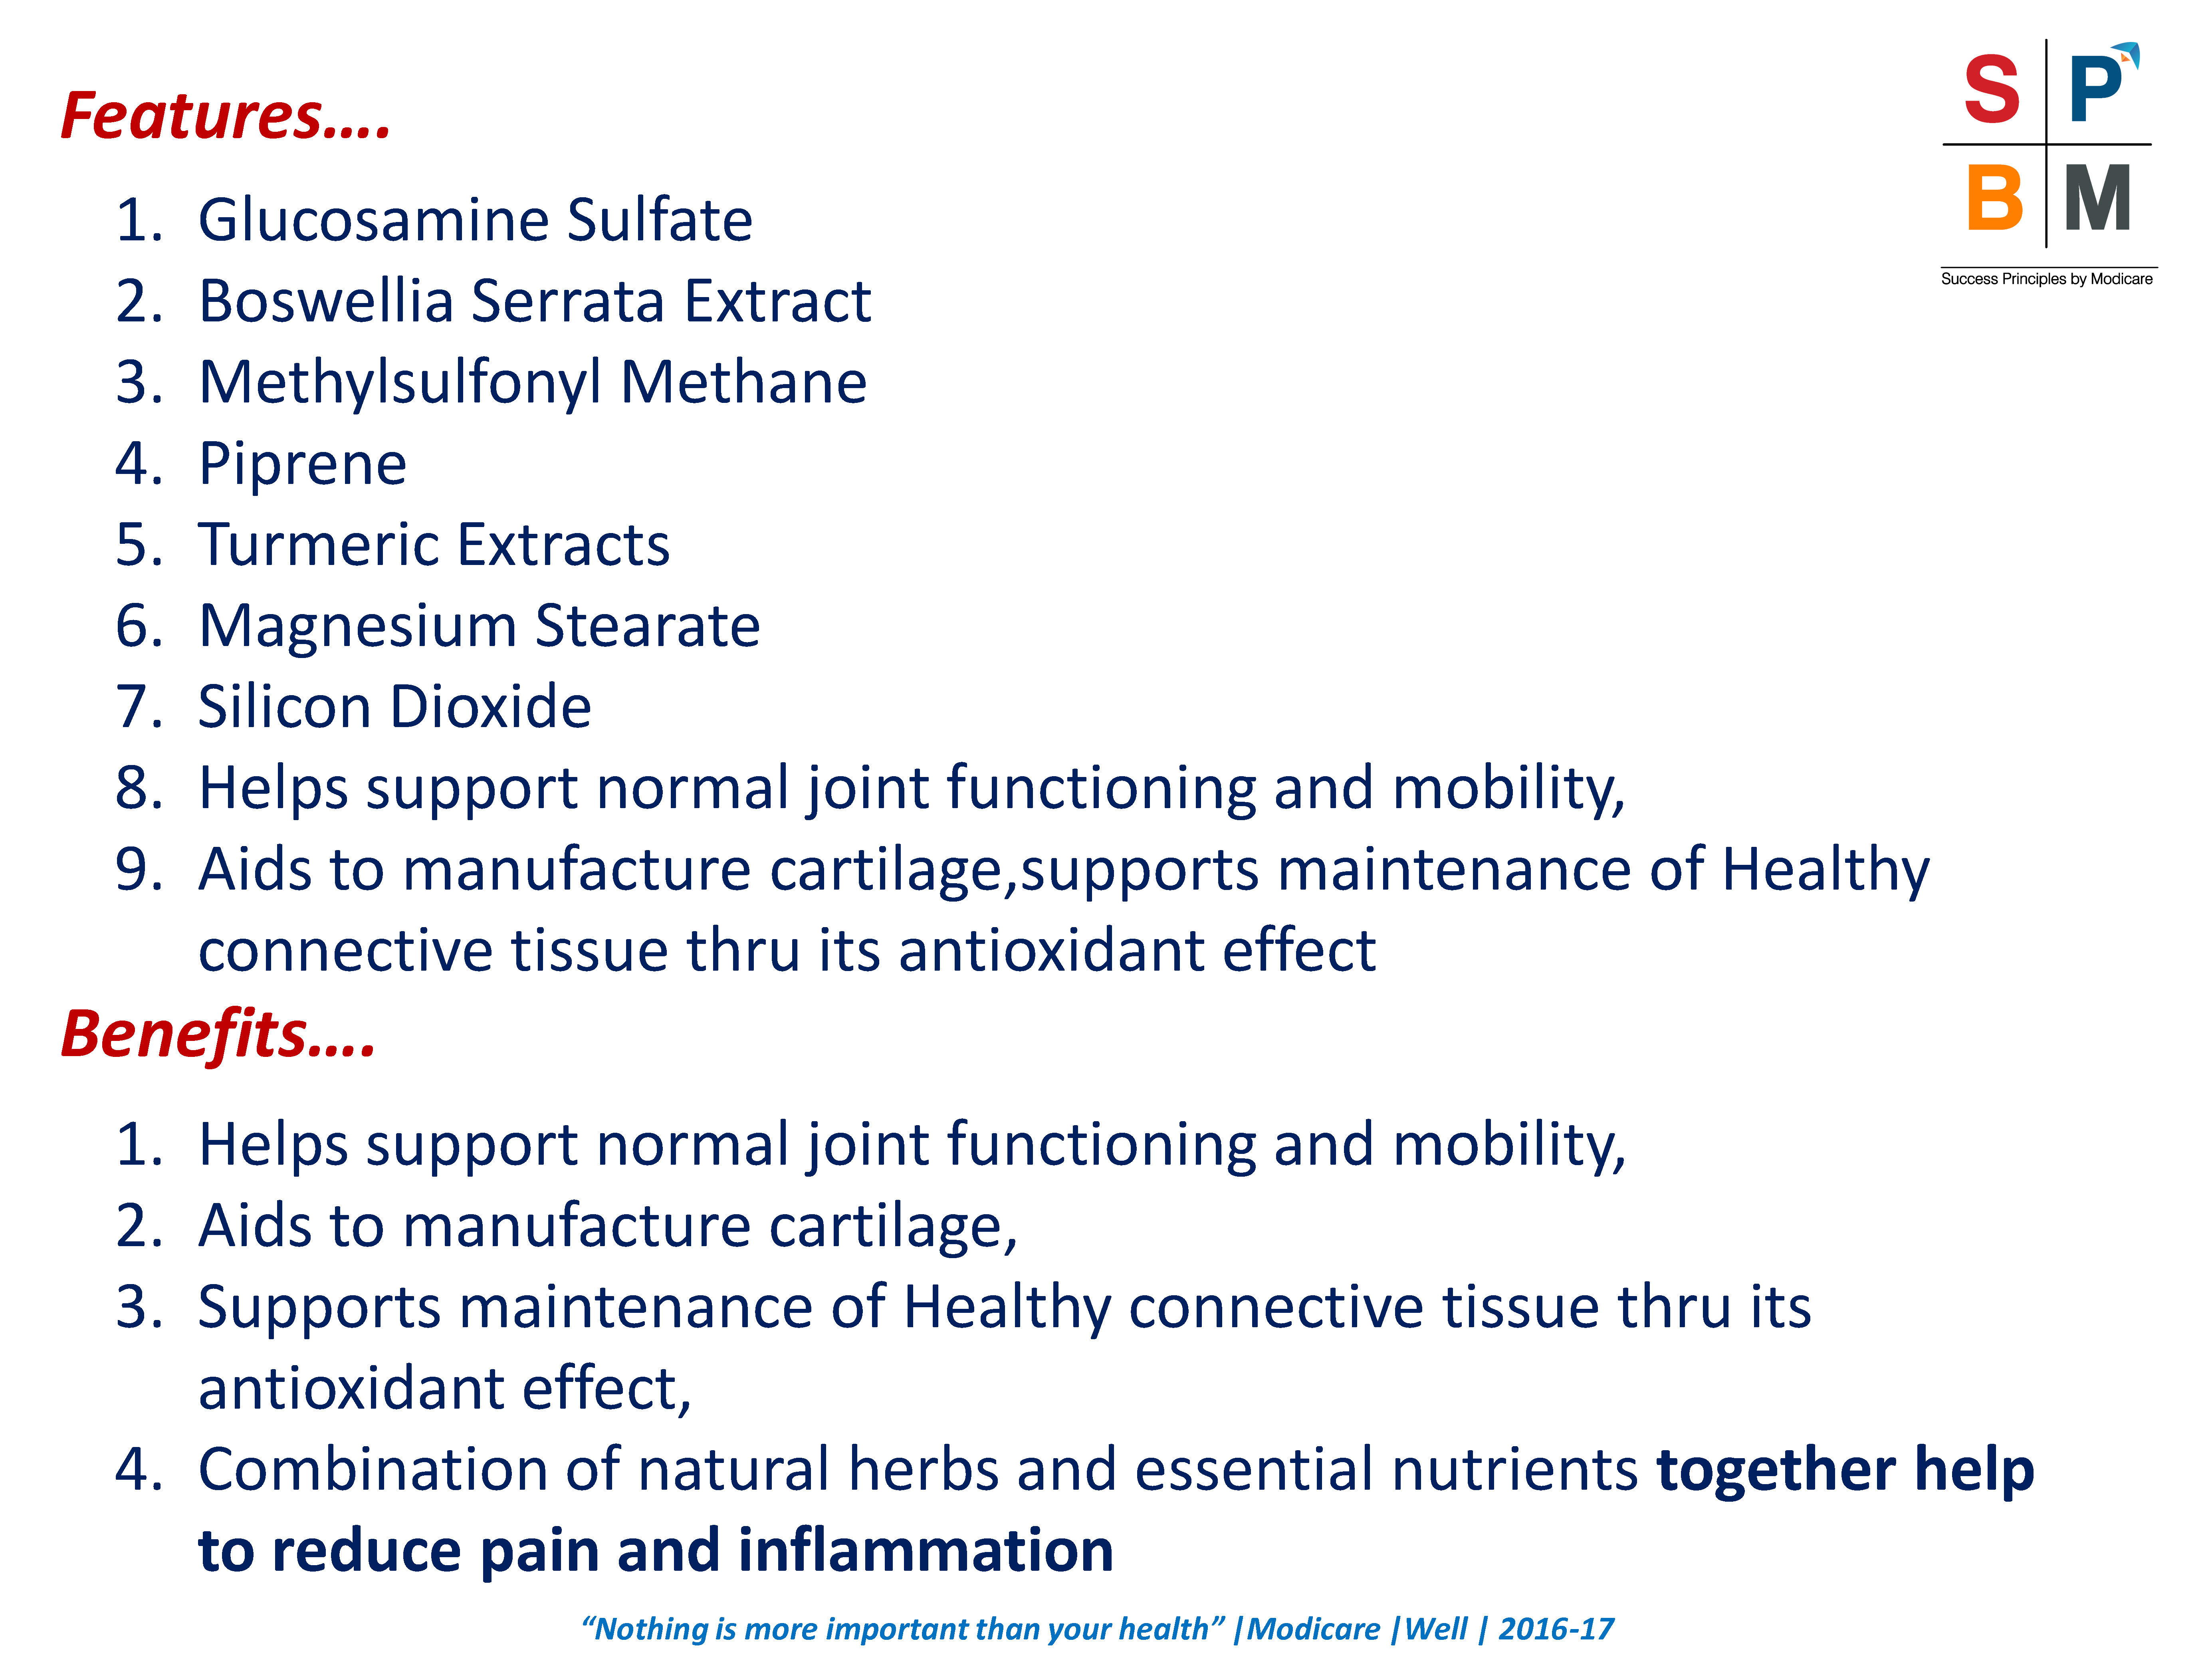 Features....
S P
B M
Success Principles by Modicare
1. Glucosamine Sulfate
2. Boswellia Serrata Extract
3. Methylsulfonyl Methane
4. Piprene
5. Turmeric Extracts
6. Magnesium Stearate
7. Silicon Dioxide
8. Helps support normal joint functioning and mobility,
9. Aids to manufacture cartilage,supports maintenance of Healthy
connective tissue thru its antioxidant effect
Benefits....
1. Helps support normal joint functioning and mobility,
2. Aids to manufacture cartilage,
3. Supports maintenance of Healthy connective tissue thru its
antioxidant effect,
4. Combination of natural herbs and essential nutrients together help
to reduce pain and inflammation
“Nothing is more important than your health” |Modicare |Well | 2016-17